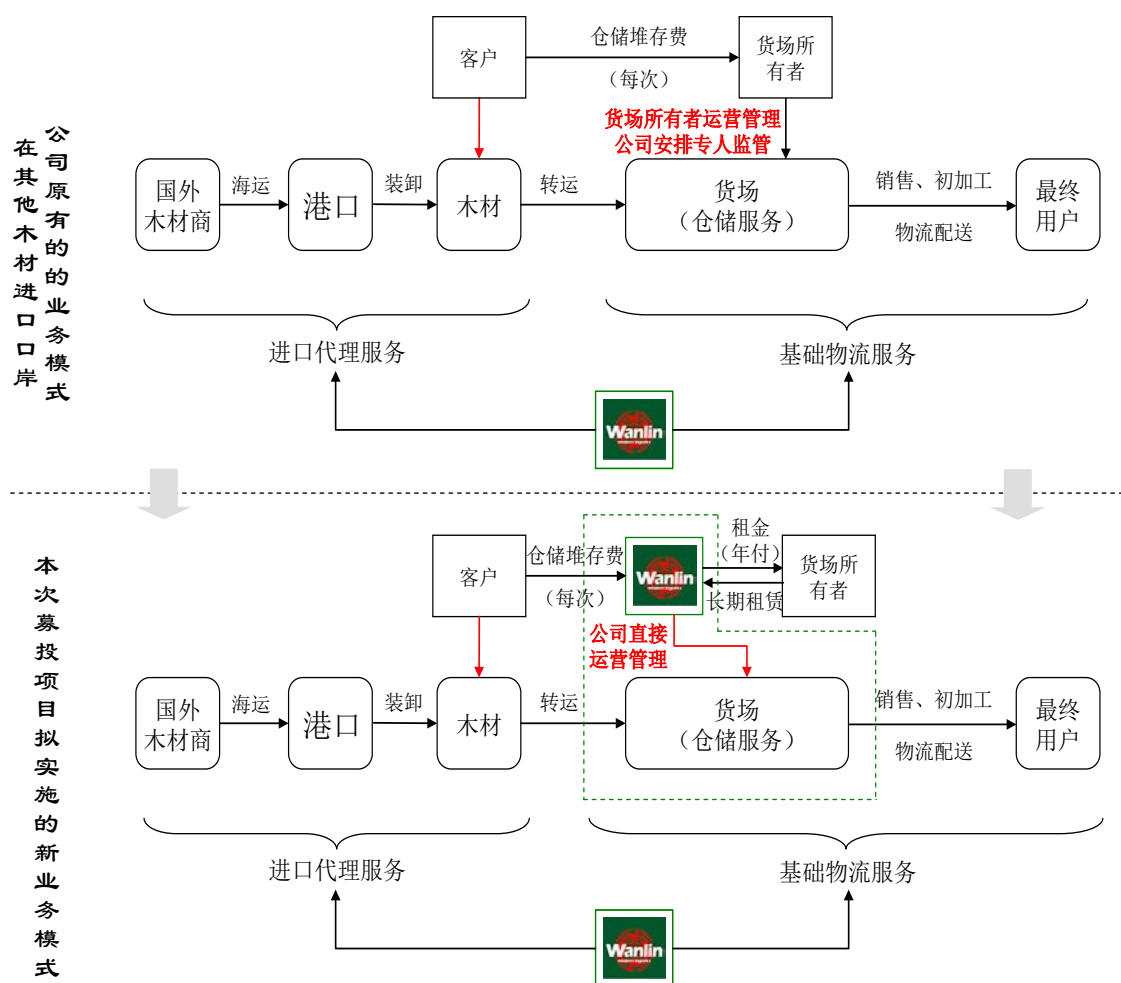 公司原有的的业务模式
在其他木材进口口岸
客户
仓储堆存费
（每次）
货场所
有者
货场所有者运营管理
公司安排专人监管
国外
木材商
海运
港口
装卸
木材
转运
货场
（仓储服务）
销售、初加工
物流配送
最终
用户
进口代理服务
基础物流服务
Wanlin
本次募投项目拟实施的新业务模式
客户
仓储堆存费
（每次）
Wanlin
租金
（年付）
长期租赁
货场所
有者
公司直接
运营管理
国外
木材商
海运
港口
装卸
木材
转运
货场
（仓储服务）
销售、初加工
物流配送
最终
用户
进口代理服务
基础物流服务
Wanlin